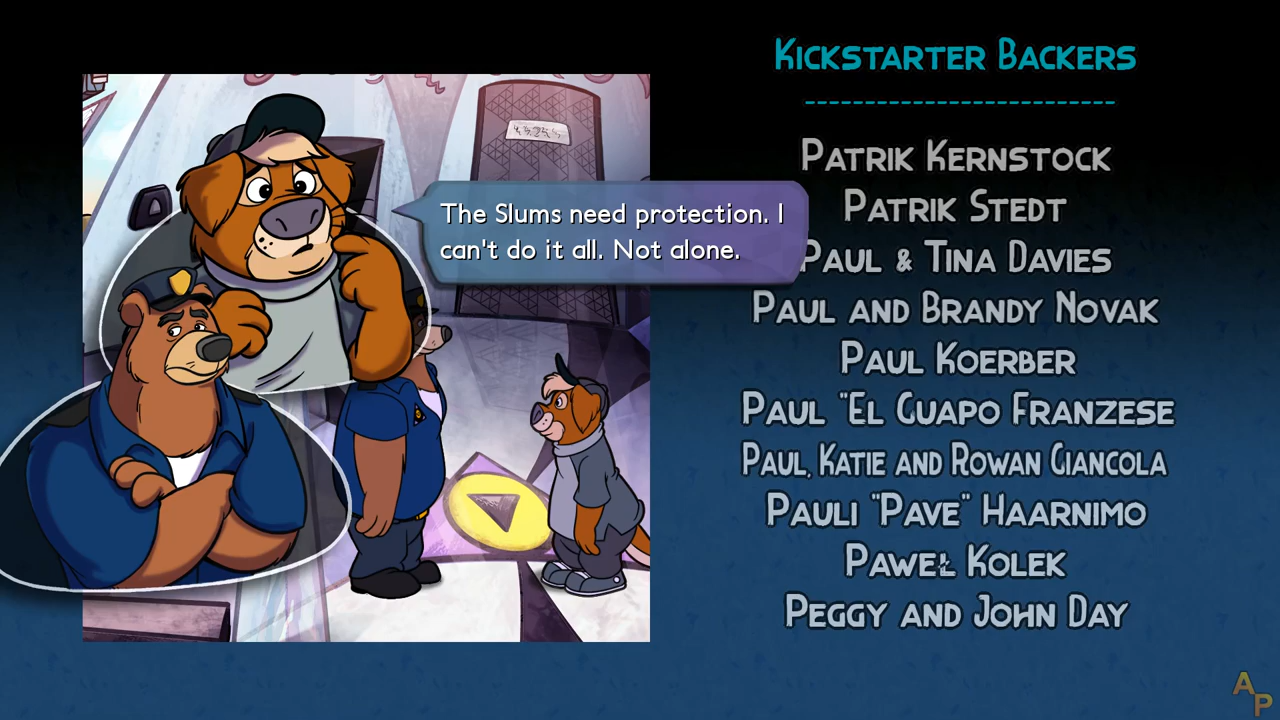 Kickstarter Backers
--------------------------
Patrik Kernstock
Patrik Stedt
Paul & Tina Davies
Paul and Brandy Novak
Paul Koerber
Paul "El Guapo Franzese
Paul, Katie and Rowan Giancola
Pauli "Pave" Haarnimo
Paweł Kolek
Peggy and John Day
The Slums need protection. I
can't do it all. Not alone.
AP